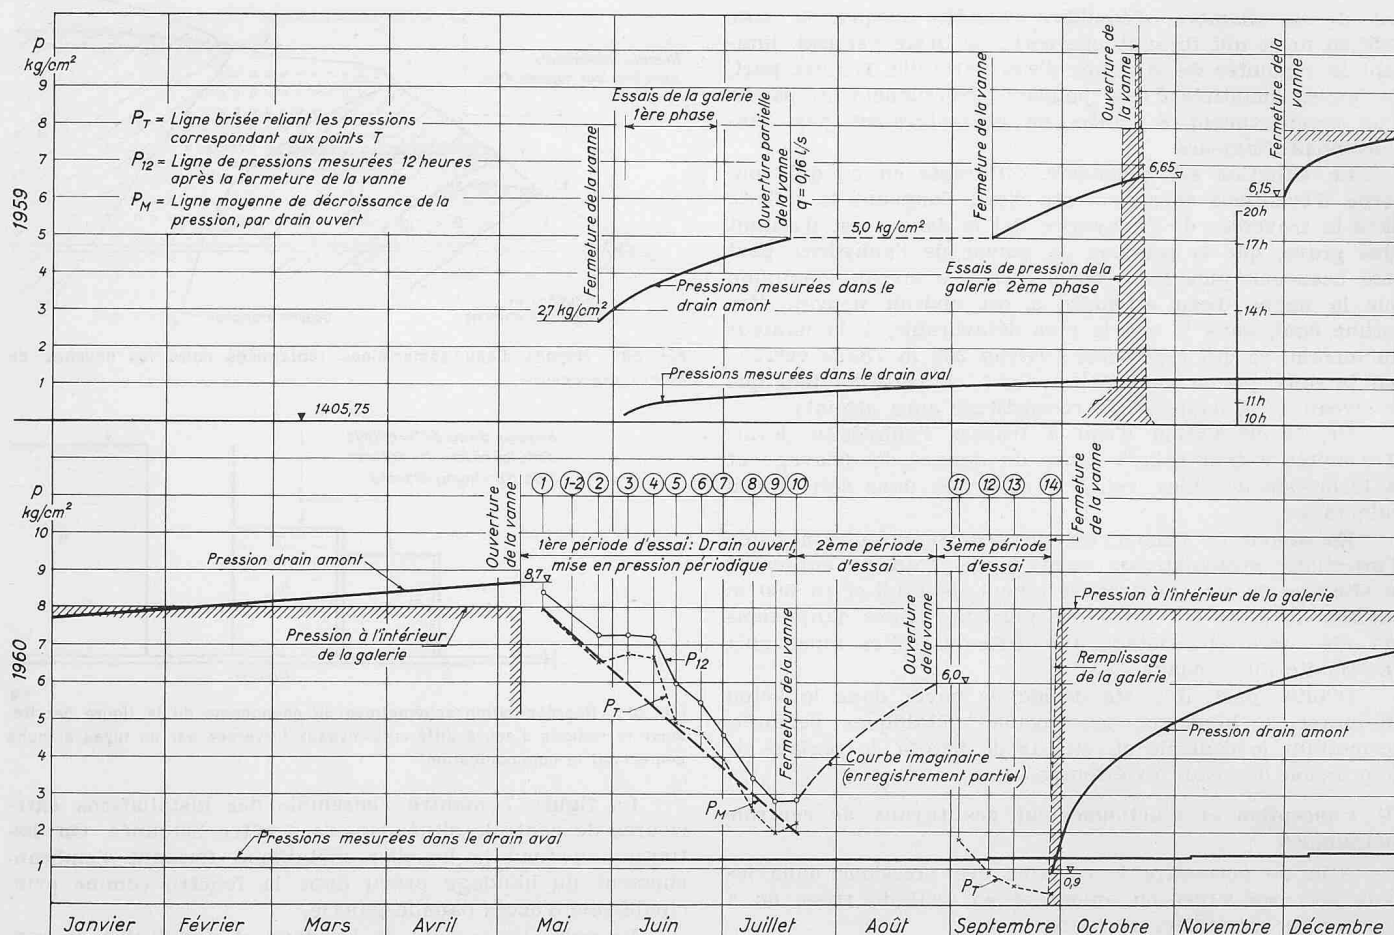 p
kg/cm²
9
8
7
6
5
4
3
2
1
1959
P_T = Ligne brisée reliant les pressions
correspondant aux points T
P_12 = Ligne de pressions mesurées 12 heures
après la fermeture de la vanne
P_M = Ligne moyenne de décroissance de la
pression, par drain ouvert
1405,75
Fermeture de la vanne
Essais de la galerie
1ère phase
Ouverture partielle
de la vanne
q = 0,16 l/s
2,7 kg/cm²
Pressions mesurées dans le
drain amont
5,0 kg/cm²
Fermeture de la vanne
Ouverture de
la vanne
6,65
Fermeture de la
vanne
6,15
20h
17h
14h
11h
10h
Essais de pression de la
galerie 2ème phase
Pressions mesurées dans le drain aval
p
kg/cm²
10
9
8
7
6
5
4
3
2
1
1960
Ouverture
de la vanne
1
1-2
2
3
4
5
6
7
8
9
10
11
12
13
14
Fermeture
de la vanne
1ère période d'essai: Drain ouvert,
mise en pression périodique
2ème période
d'essai
3ème période
d'essai
Pression drain amont
8,7
Pression à l'intérieur
de la galerie
P_12
P_T
P_M
Fermeture de la vanne
Ouverture
de la vanne
6,0
Courbe imaginaire
(enregistrement partiel)
Pression à l'intérieur de la galerie
Remplissage
de la galerie
Pression drain amont
Pressions mesurées dans le drain aval
P_T
0,9
Janvier Février Mars Avril Mai Juin Juillet Août Septembre Octobre Novembre Décembre